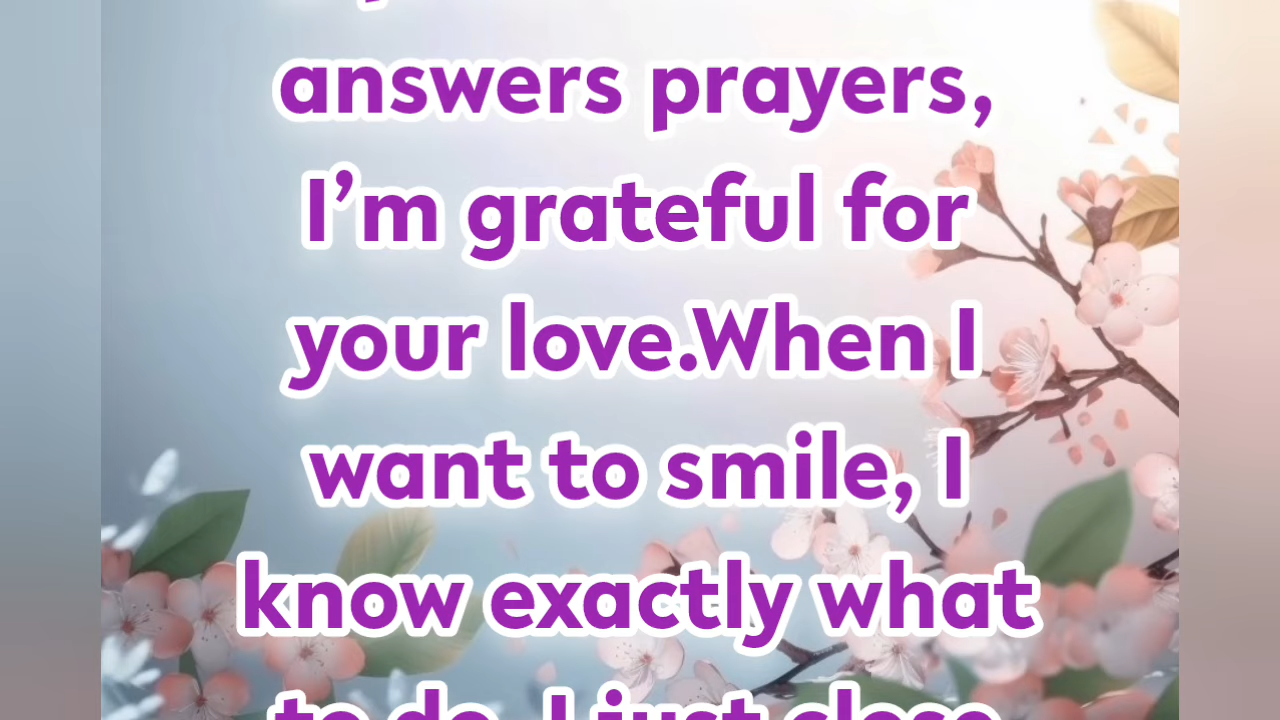 answers prayers,
I’m grateful for
your love.When I
want to smile, I
know exactly what
to do, I just close